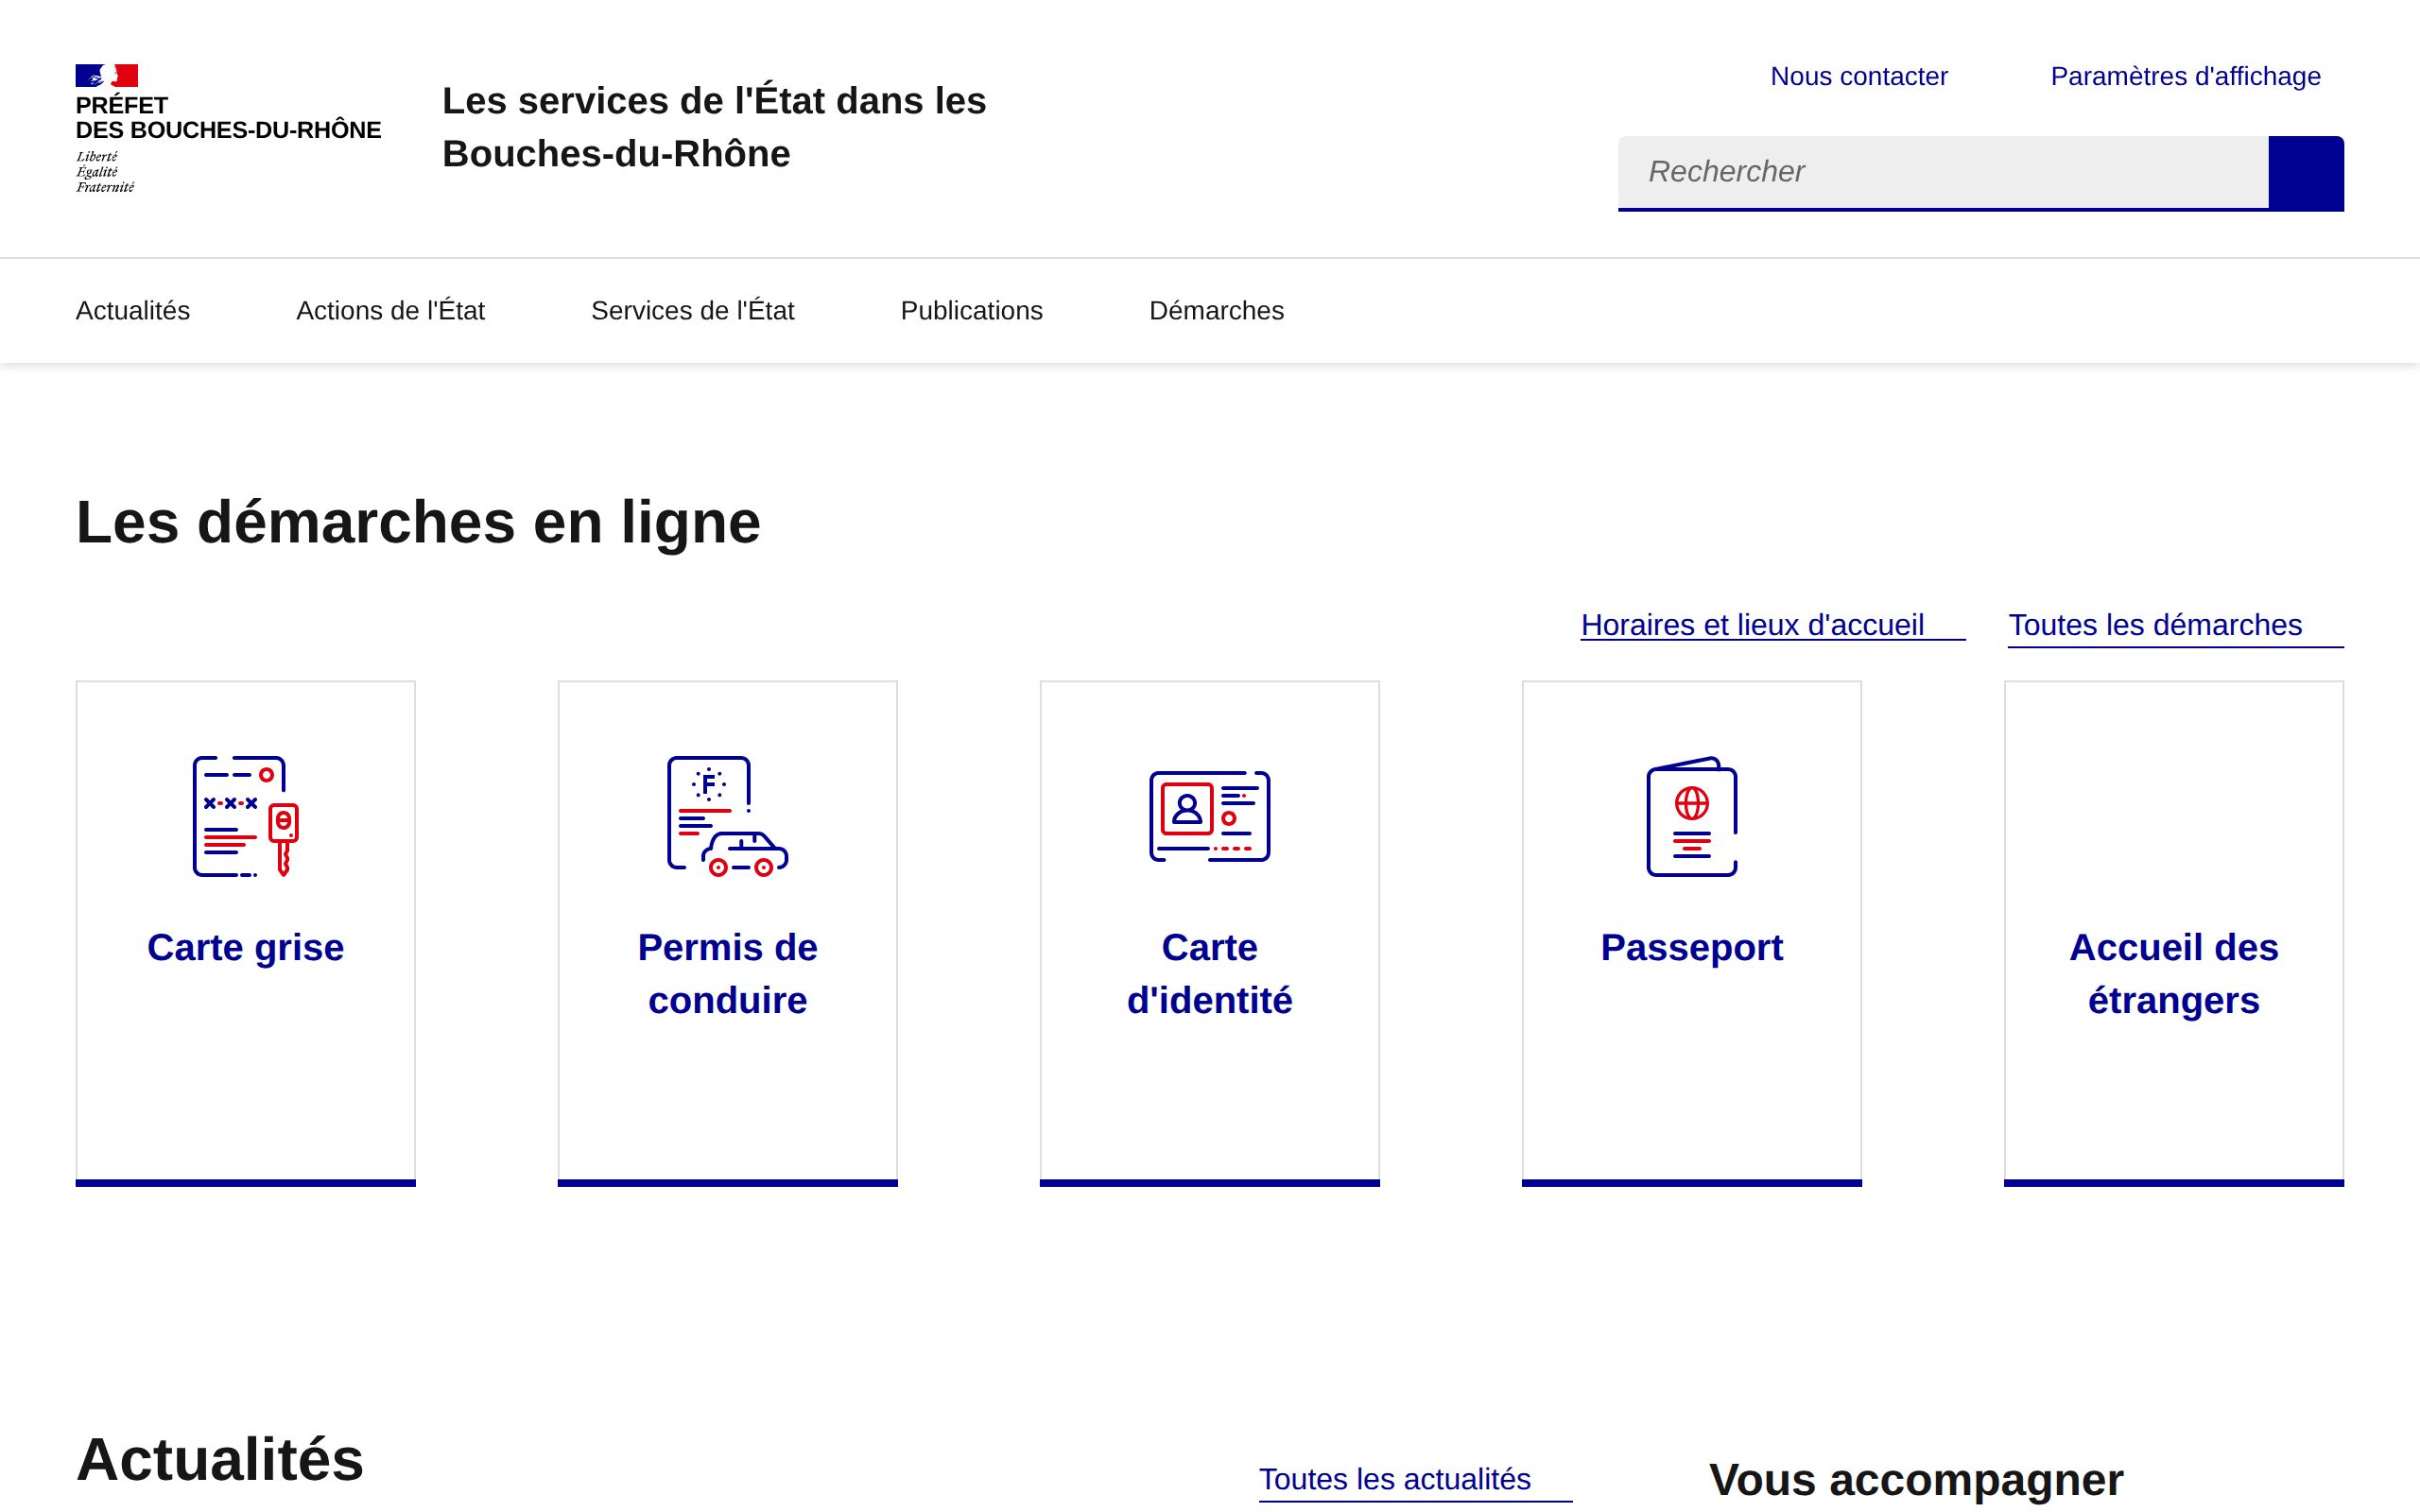 PRÉFET
DES BOUCHES-DU-RHÔNE
Liberté
Égalité
Fraternité
Les services de l'État dans les
Bouches-du-Rhône
Nous contacter
Paramètres d'affichage
Rechercher
Actualités
Actions de l'État
Services de l'État
Publications
Démarches
Les démarches en ligne
Horaires et lieux d'accueil
Toutes les démarches
F
Carte grise
Permis de
conduire
Carte
d'identité
Passeport
Accueil des
étrangers
Actualités
Toutes les actualités
Vous accompagner